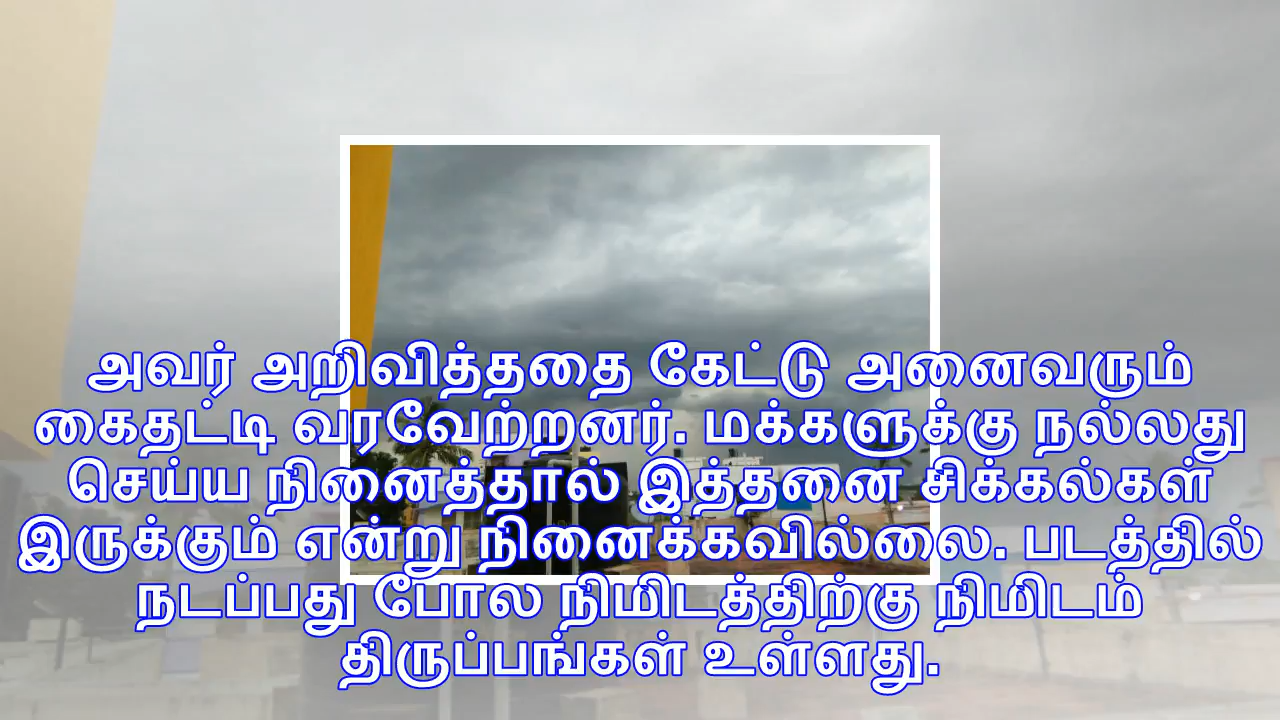 அவர் அறிவித்ததை கேட்டு அனைவரும்
கைதட்டி வரவேற்றனர். மக்களுக்கு நல்லது
செய்ய நினைத்தால் இத்தனை சிக்கல்கள்
இருக்கும் என்று நினைக்கவில்லை. படத்தில்
நடப்பது போல நிமிடத்திற்கு நிமிடம்
திருப்பங்கள் உள்ளது.